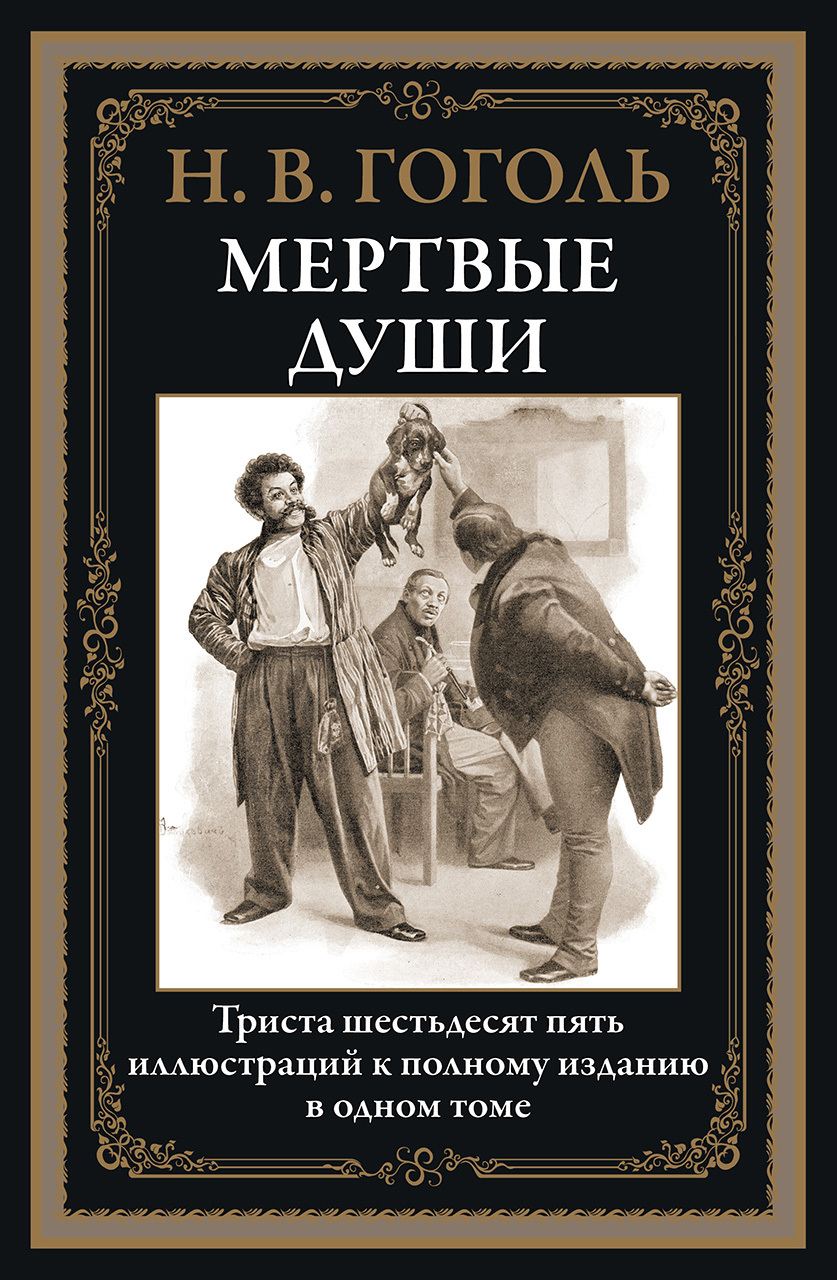 Н. В. ГОГОЛЬ
МЕРТВЫЕ
ДУШИ
Триста шестьдесят пять
иллюстраций к полному изданию
в одном томе